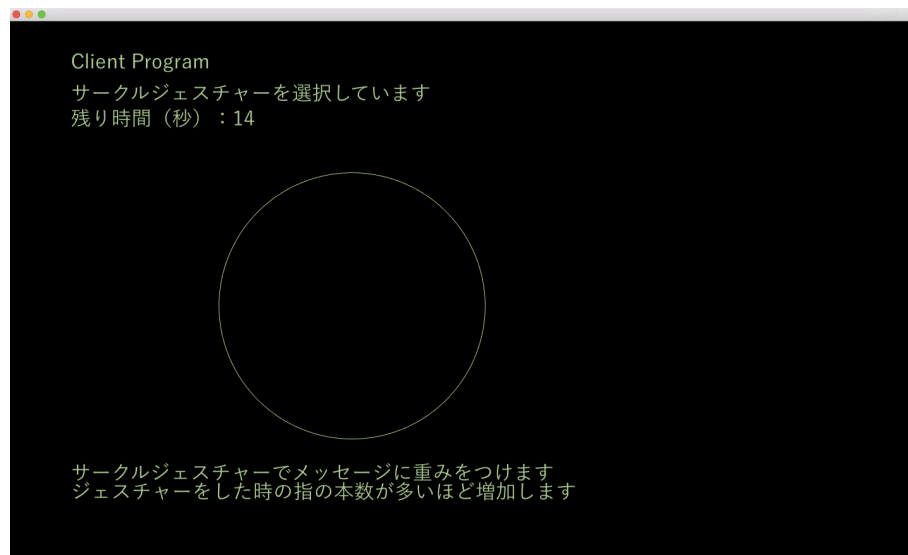 Client Program
サークルジェスチャーを選択しています
残り時間（秒）：14
サークルジェスチャーでメッセージに重みをつけます
ジェスチャーをした時の指の本数が多いほど増加します